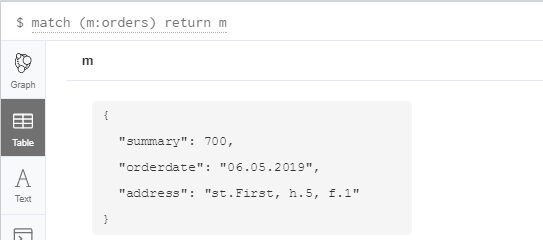 $ match (m:orders) return m
m
Graph
{
"summary": 700,
Table
"orderdate": "06.05.2019",
"address": "st.First, h.5, f.1"
Text
}